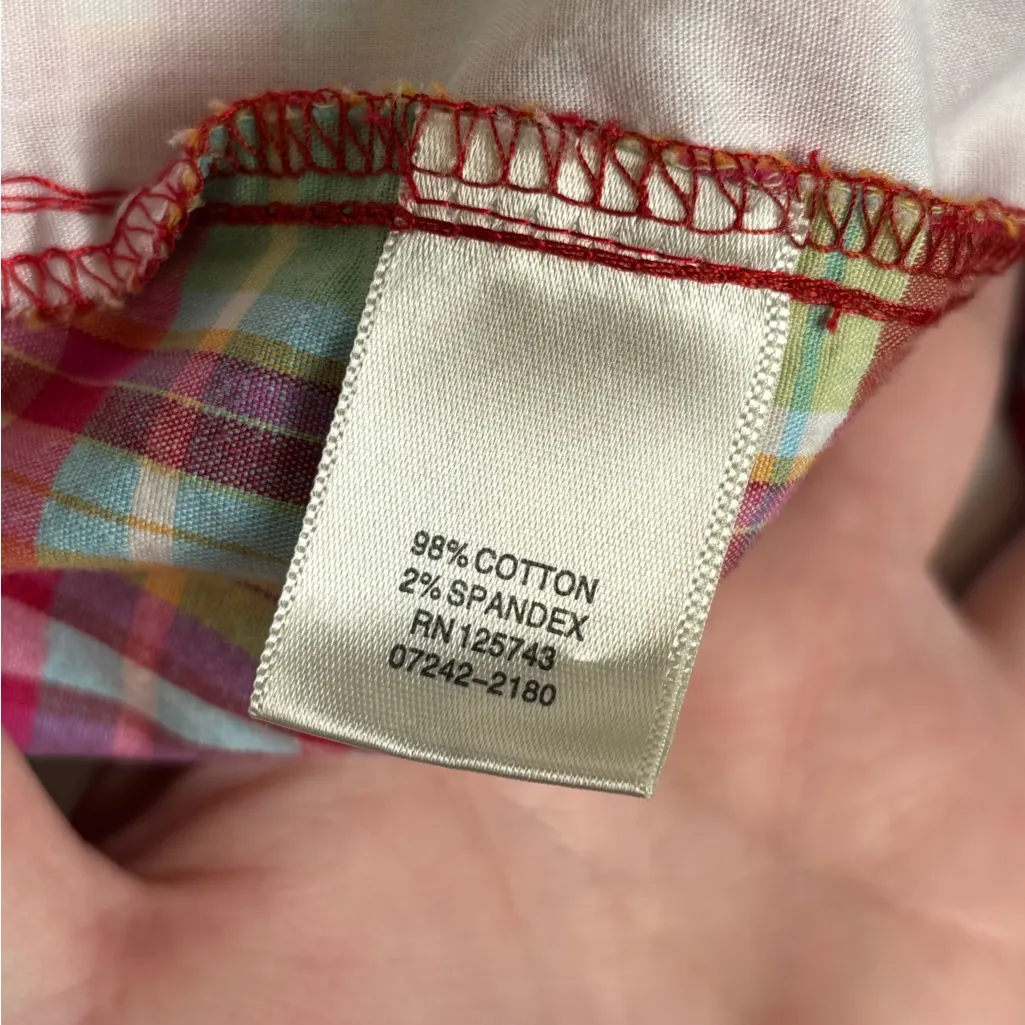 98% COTTON
2% SPANDEX
RN 125743
07242-2180